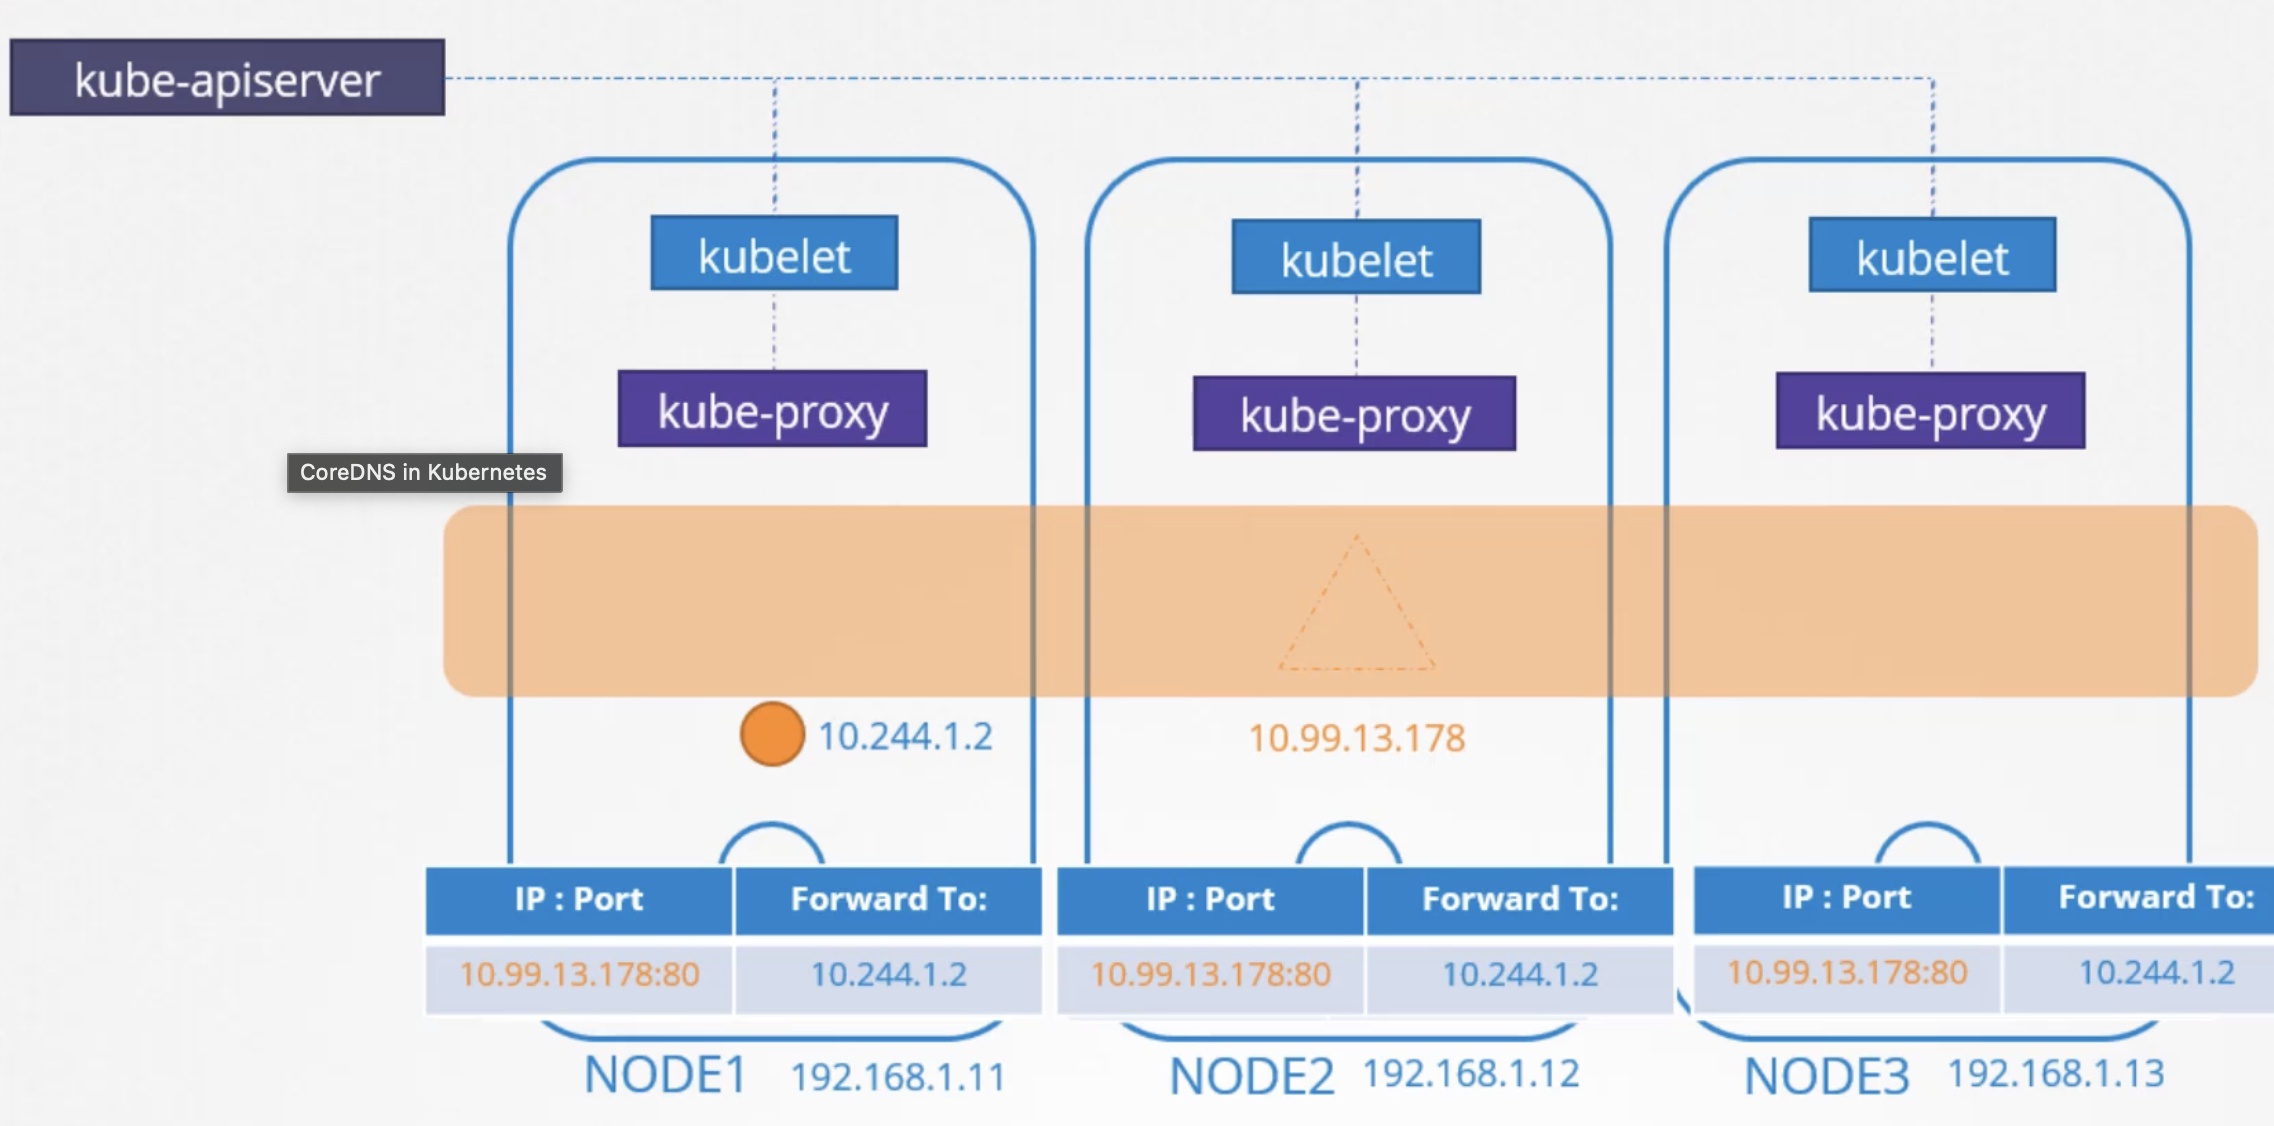 kube-apiserver
kubelet
kubelet
kubelet
kube-proxy
kube-proxy
kube-proxy
CoreDNS in Kubernetes
10.244.1.2
10.99.13.178
IP : Port Forward To:
10.99.13.178:80 10.244.1.2
IP : Port Forward To:
10.99.13.178:80 10.244.1.2
IP : Port Forward To:
10.99.13.178:80 10.244.1.2
NODE1 192.168.1.11
NODE2 192.168.1.12
NODE3 192.168.1.13